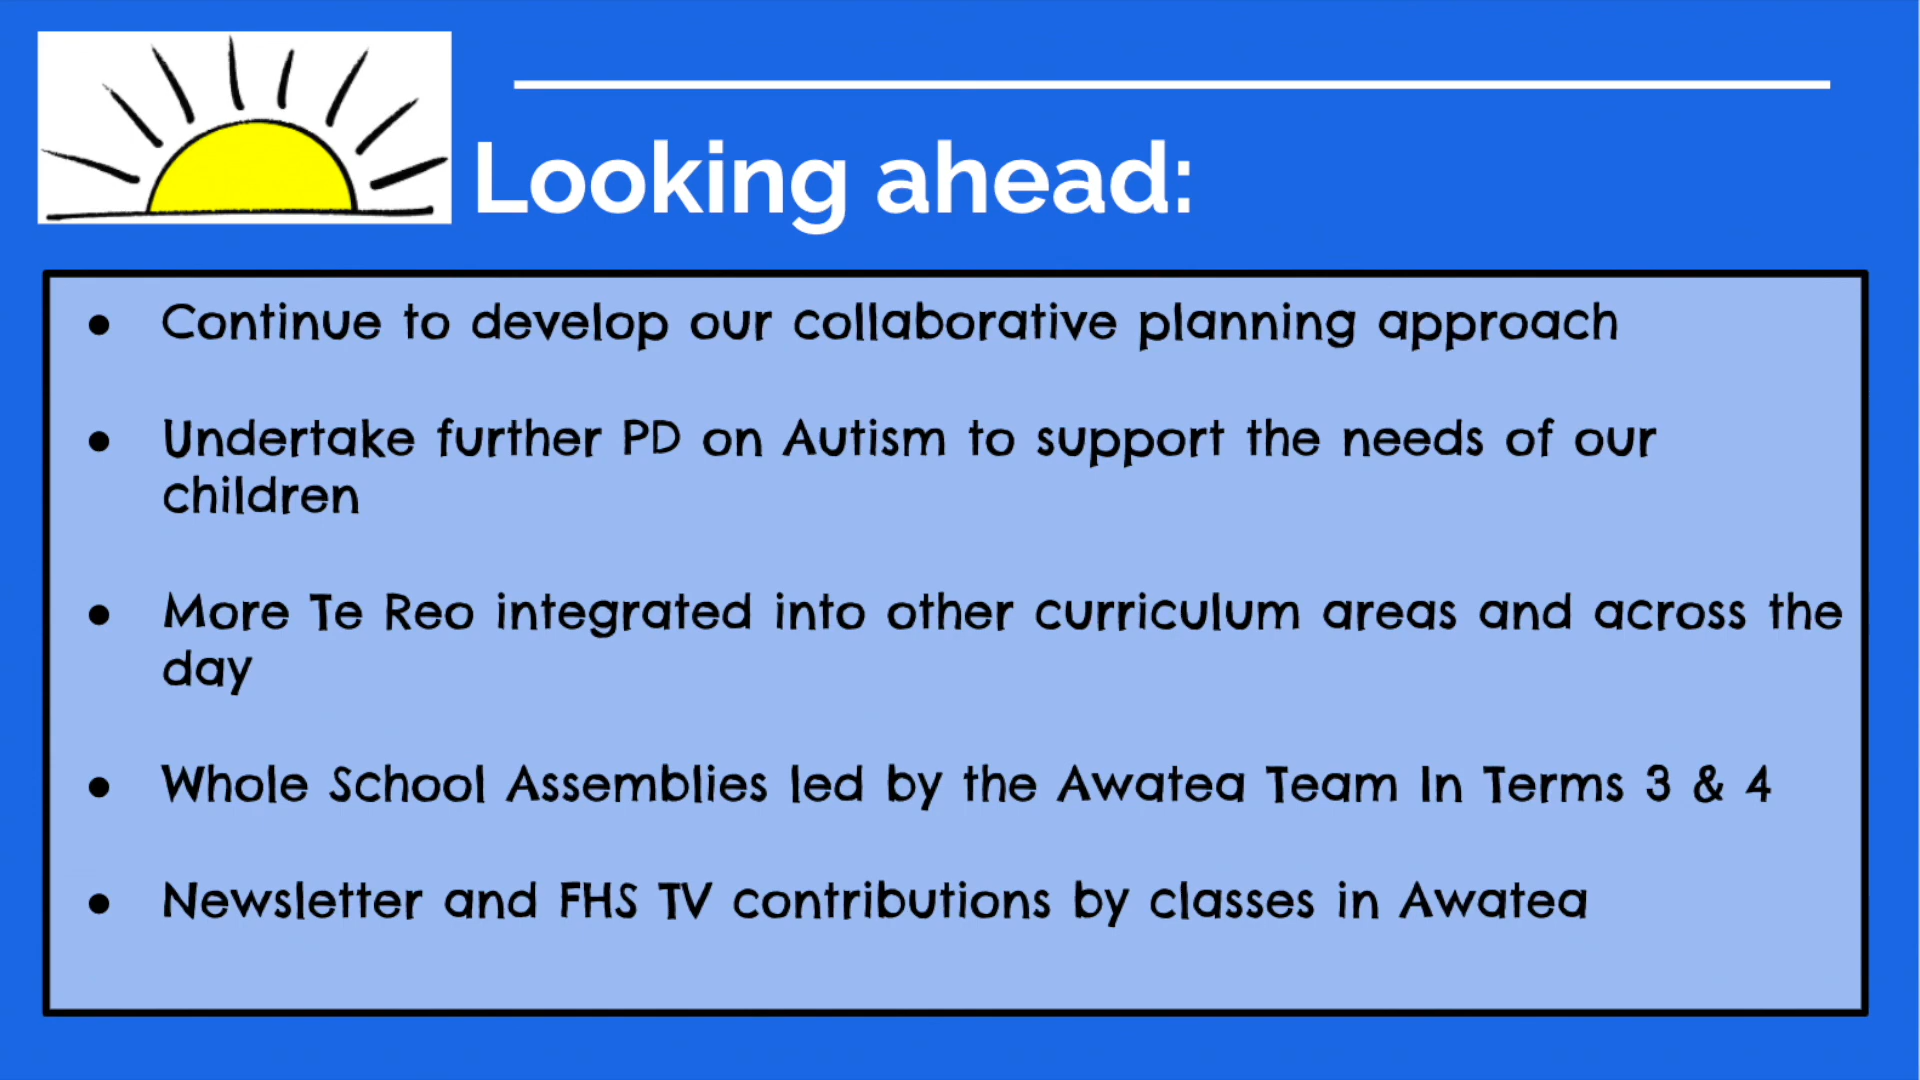 Looking ahead:
● Continue to develop our collaborative planning approach
● Undertake further PD on Autism to support the needs of our
children
● More Te Reo integrated into other curriculum areas and across the
day
● Whole School Assemblies led by the Awatea Team In Terms 3 & 4
● Newsletter and FHS TV contributions by classes in Awatea